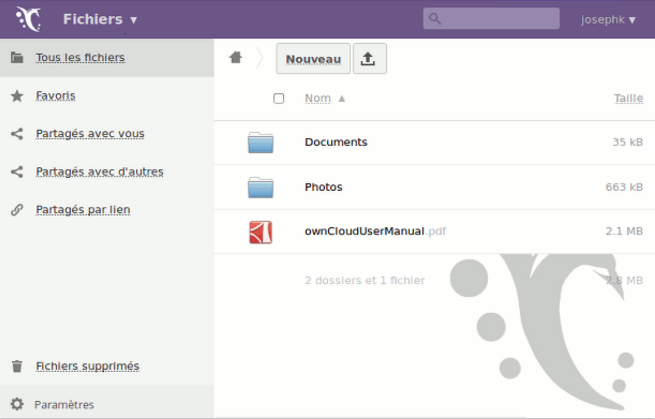 Fichiers ▼
josephk ▼
Tous les fichiers
Favoris
Partagés avec vous
Partagés avec d'autres
Partagés par lien
Fichiers supprimés
Paramètres
Nouveau
Nom ▲ Taille
Documents 35 kB
Photos 663 kB
ownCloudUserManual.pdf 2.1 MB
2 dossiers et 1 fichier 2.8 MB